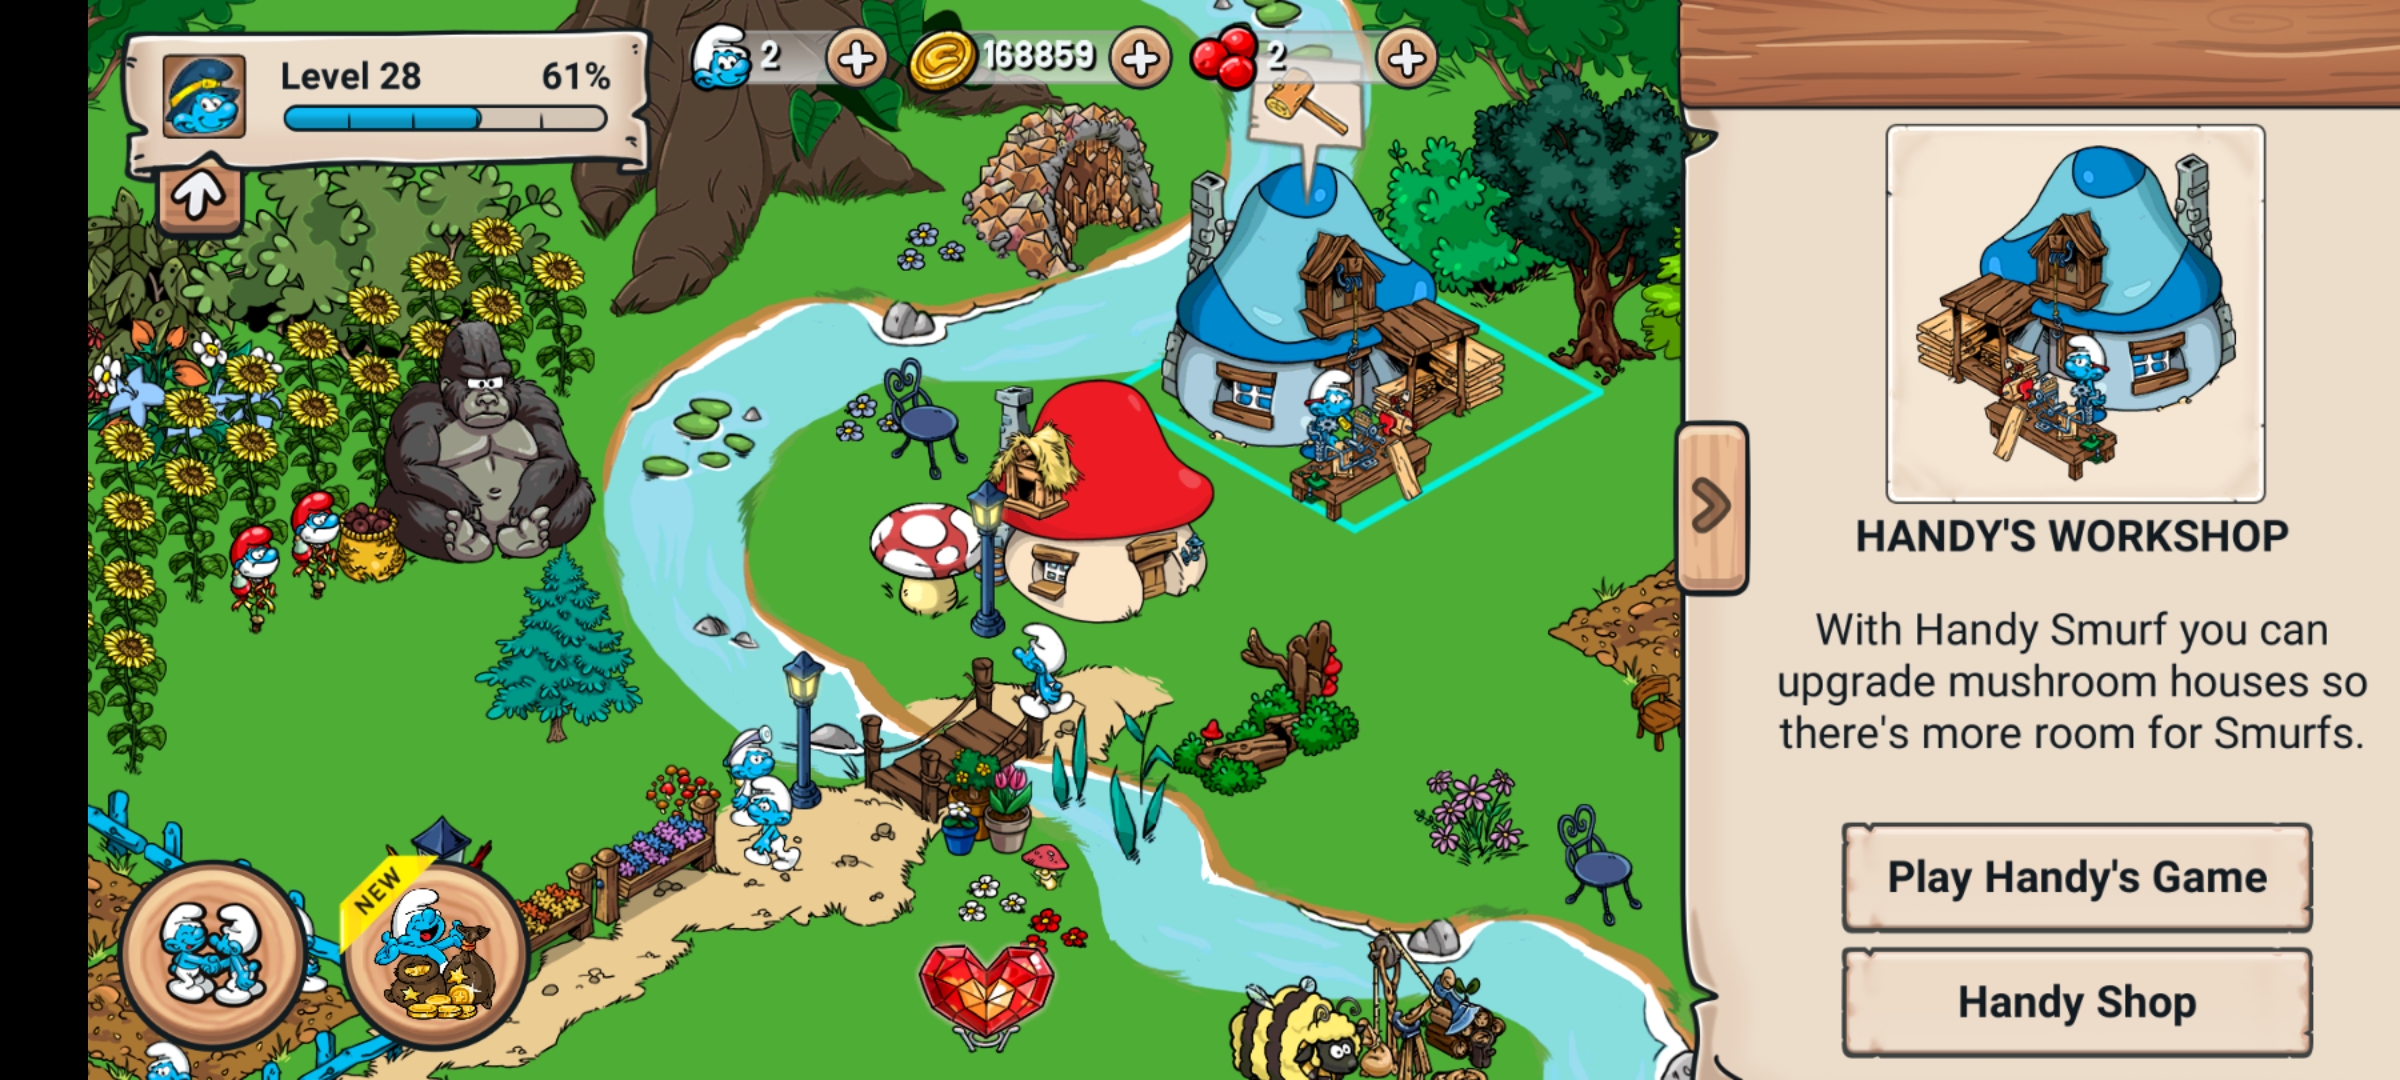 Level 28
61%
2
168859
2
HANDY'S WORKSHOP
With Handy Smurf you can
upgrade mushroom houses so
there's more room for Smurfs.
Play Handy's Game
Handy Shop
NEW